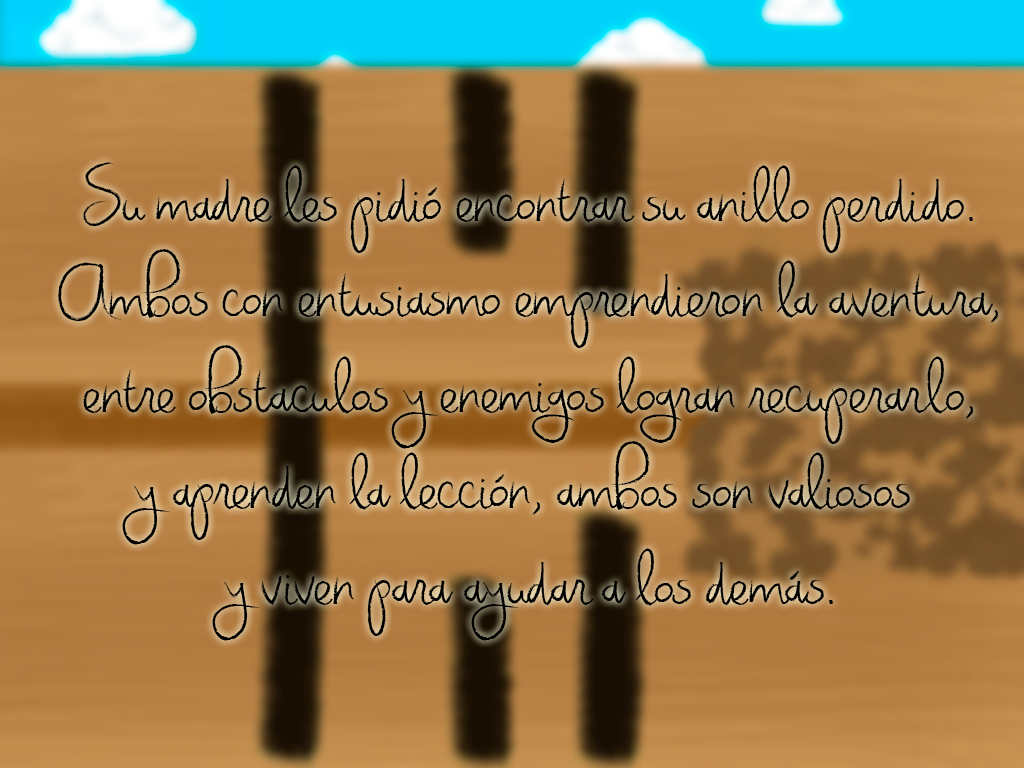 Su madre les pidió encontrar su anillo perdido.
Ambos con entusiasmo emprendieron la aventura,
entre obstaculos y enemigos logran recuperarlo,
y aprenden la lección, ambos son valiosos
y viven para ayudar a los demás.